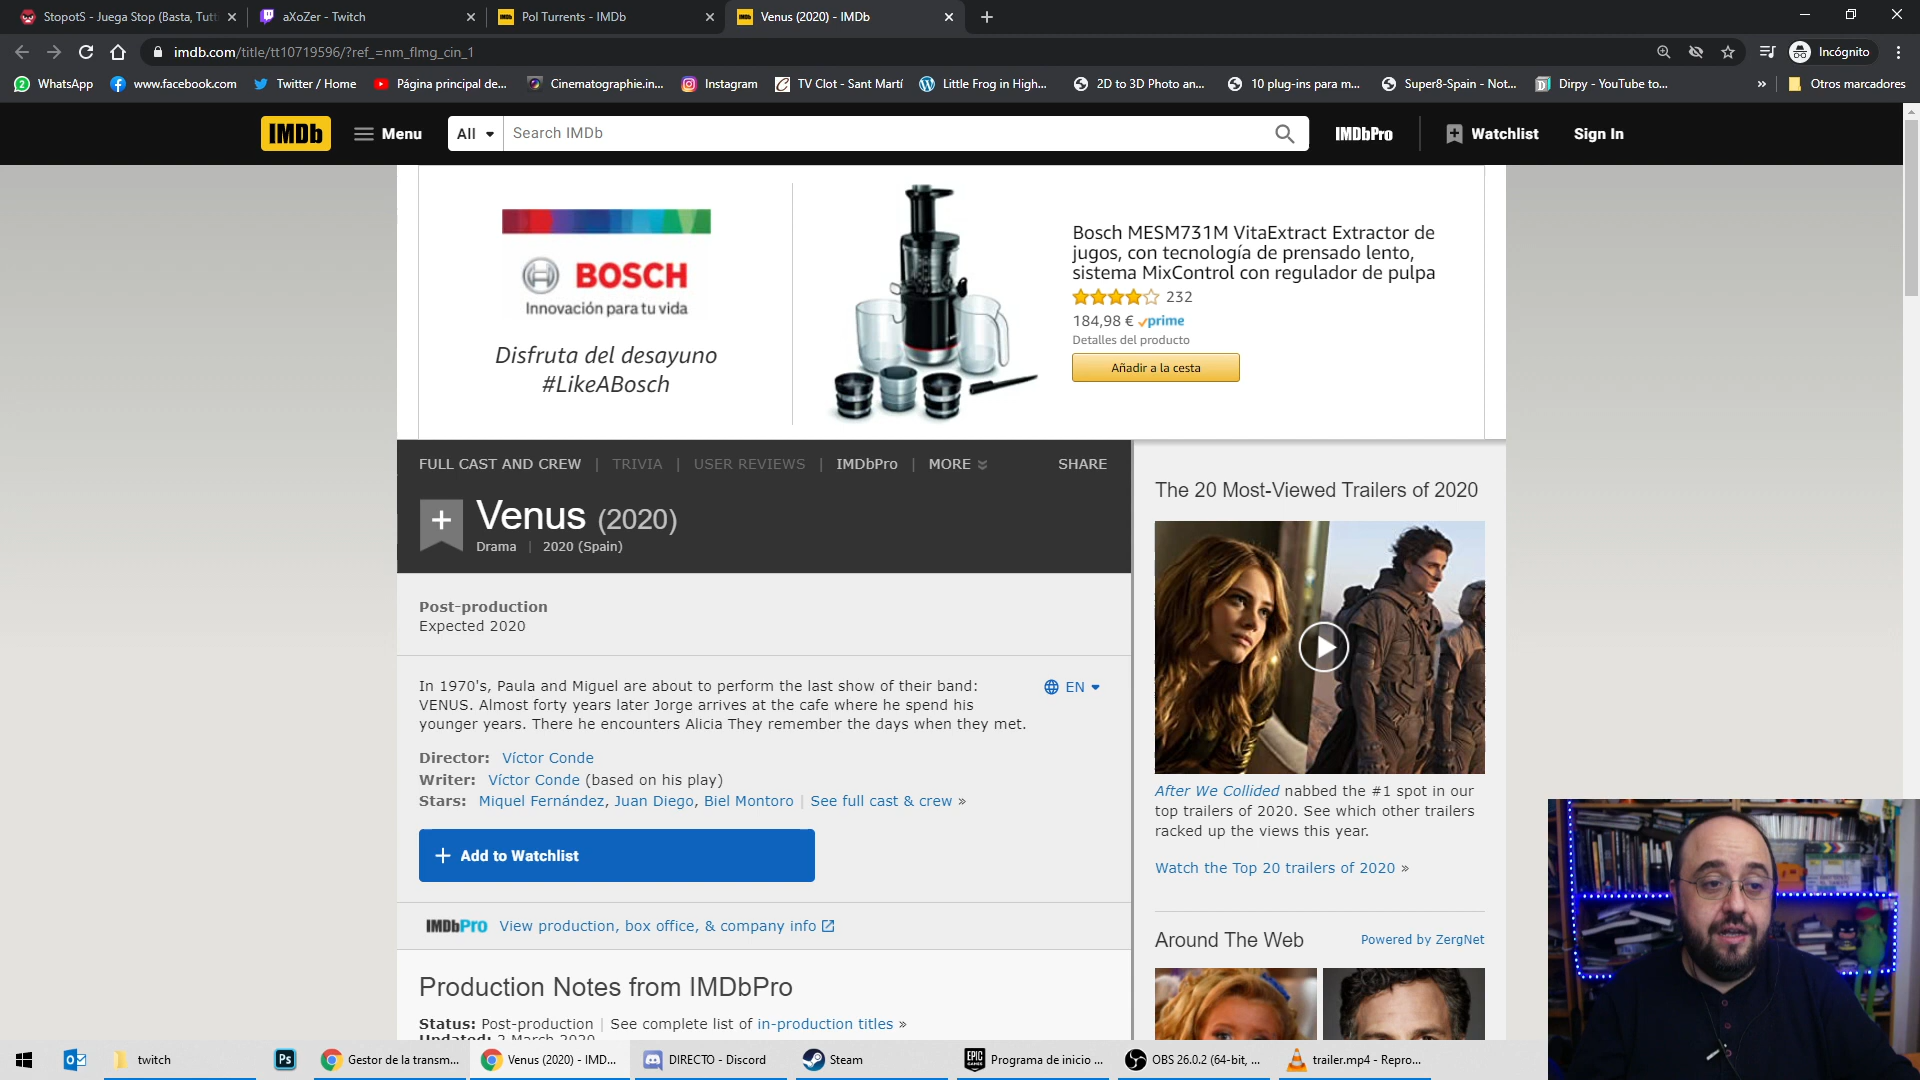 StopotS - Juega Stop (Basta, Tutt
aXoZer - Twitch
Pol Turrents - IMDb
Venus (2020) - IMDb
imdb.com/title/tt10719596/?ref_=nm_flmg_cin_1
Incógnito
WhatsApp
www.facebook.com
Twitter / Home
Página principal de...
Cinematographie.in...
Instagram
TV Clot - Sant Martí
Little Frog in High...
2D to 3D Photo an...
10 plug-ins para m...
Super8-Spain - Not...
Dirpy - YouTube to...
»
Otros marcadores
IMDb
Menu
All
Search IMDb
IMDbPro
Watchlist
Sign In
BOSCH
Innovación para tu vida
Disfruta del desayuno
#LikeABosch
Bosch MESM731M VitaExtract Extractor de
jugos, con tecnología de prensado lento,
sistema MixControl con regulador de pulpa
232
184,98 € prime
Detalles del producto
Añadir a la cesta
FULL CAST AND CREW | TRIVIA | USER REVIEWS | IMDbPro | MORE
SHARE
Venus (2020)
Drama | 2020 (Spain)
Post-production
Expected 2020
In 1970's, Paula and Miguel are about to perform the last show of their band:
VENUS. Almost forty years later Jorge arrives at the cafe where he spend his
younger years. There he encounters Alicia They remember the days when they met.
EN
Director: Víctor Conde
Writer: Víctor Conde (based on his play)
Stars: Miquel Fernández, Juan Diego, Biel Montoro | See full cast & crew »
+ Add to Watchlist
IMDbPro View production, box office, & company info
Production Notes from IMDbPro
Status: Post-production | See complete list of in-production titles »
Updated: 2 March 2020
The 20 Most-Viewed Trailers of 2020
After We Collided nabbed the #1 spot in our
top trailers of 2020. See which other trailers
racked up the views this year.
Watch the Top 20 trailers of 2020 »
Around The Web
Powered by ZergNet
twitch
Ps
Gestor de la transm...
Venus (2020) - IMD...
DIRECTO - Discord
Steam
EPIC GAMES
Programa de inicio ...
OBS 26.0.2 (64-bit, ...
trailer.mp4 - Repro...